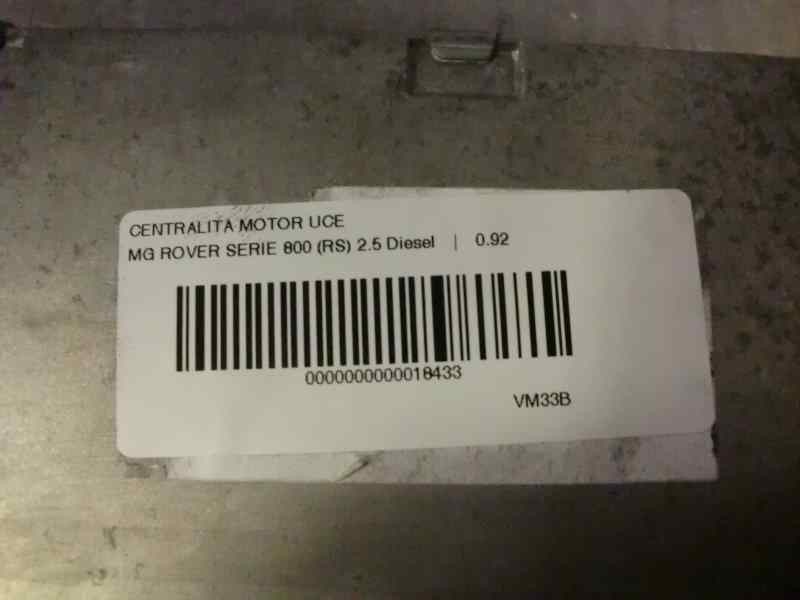 CENTRALITA MOTOR UCE
MG ROVER SERIE 800 (RS) 2.5 Diesel | 0.92
0000000000018433
VM33B